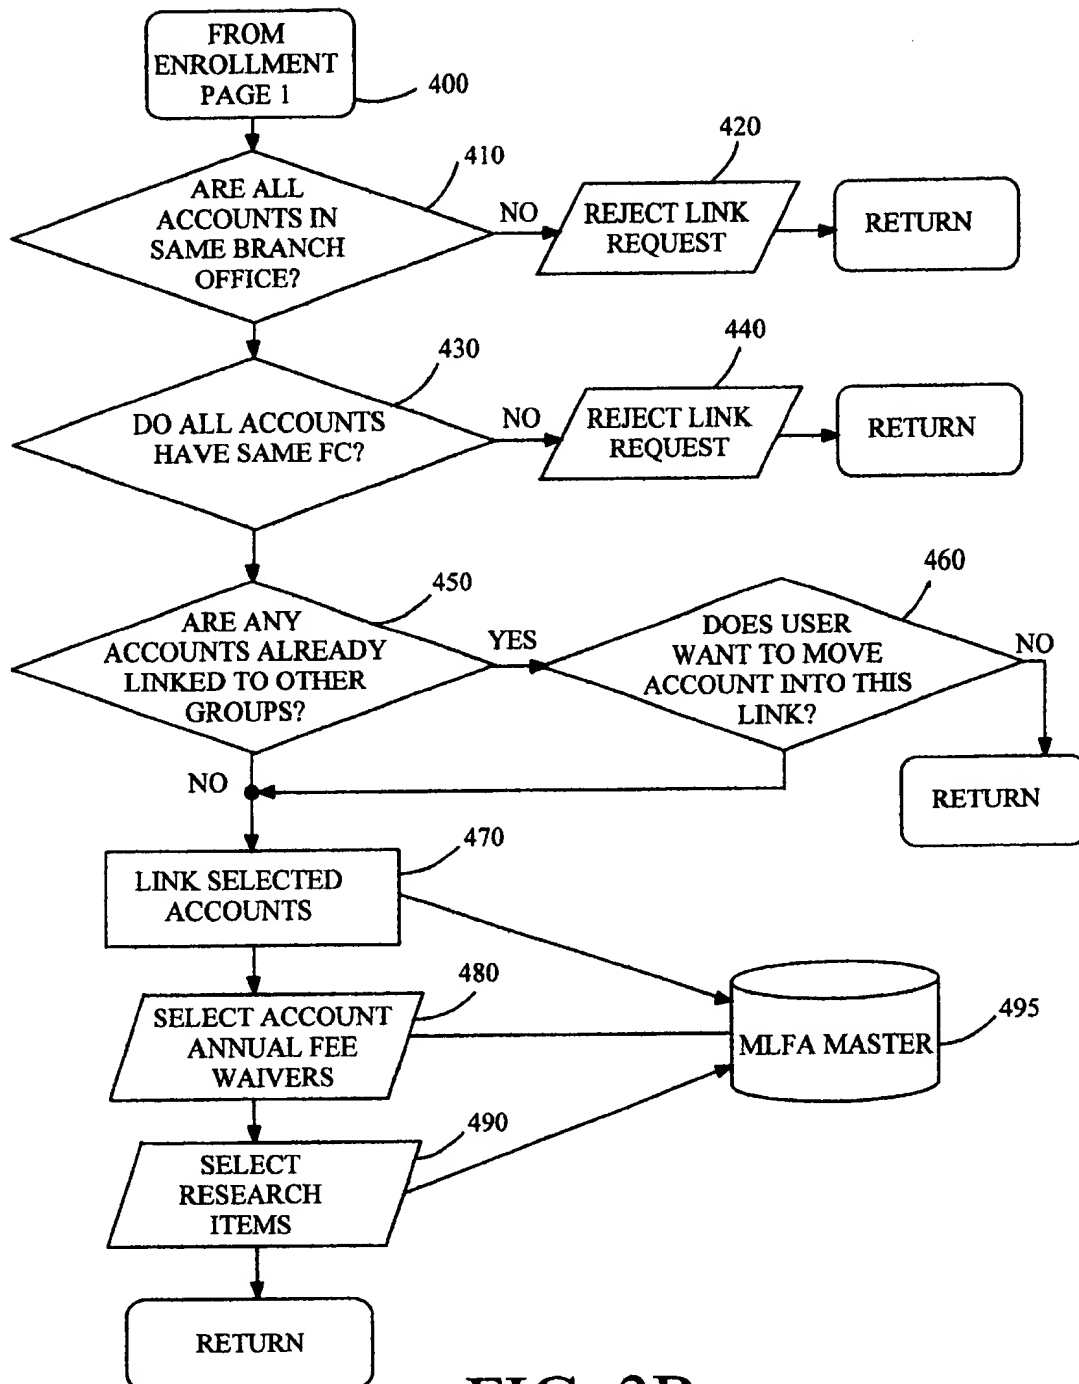 FROM
ENROLLMENT
PAGE 1
400
410
ARE ALL
ACCOUNTS IN
SAME BRANCH
OFFICE?
NO
420
REJECT LINK
REQUEST
RETURN
430
DO ALL ACCOUNTS
HAVE SAME FC?
NO
440
REJECT LINK
REQUEST
RETURN
450
ARE ANY
ACCOUNTS ALREADY
LINKED TO OTHER
GROUPS?
YES
460
DOES USER
WANT TO MOVE
ACCOUNT INTO THIS
LINK?
NO
RETURN
NO
470
LINK SELECTED
ACCOUNTS
480
SELECT ACCOUNT
ANNUAL FEE
WAIVERS
MLFA MASTER
495
490
SELECT
RESEARCH
ITEMS
RETURN